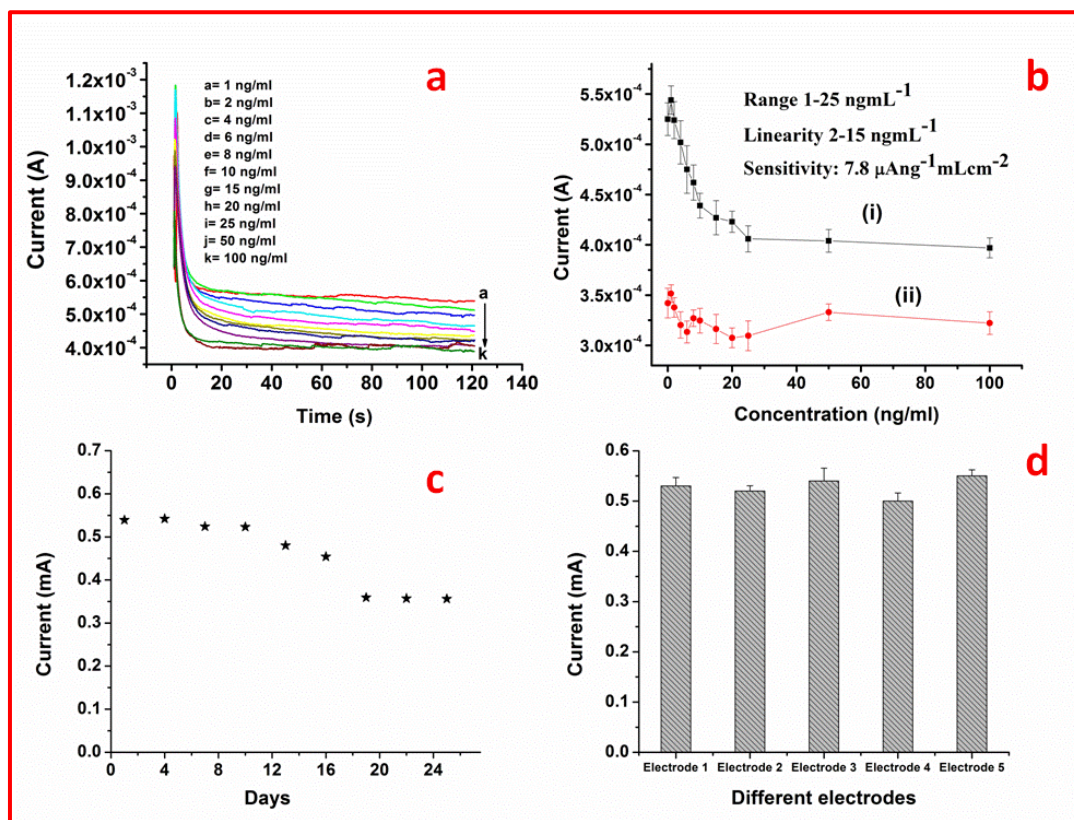 a
1.2x10-3
1.1x10-3
1.0x10-3
9.0x10-4
8.0x10-4
7.0x10-4
6.0x10-4
5.0x10-4
4.0x10-4
Current (A)
a= 1 ng/ml
b= 2 ng/ml
c= 4 ng/ml
d= 6 ng/ml
e= 8 ng/ml
f= 10 ng/ml
g= 15 ng/ml
h= 20 ng/ml
i= 25 ng/ml
j= 50 ng/ml
k= 100 ng/ml
a
k
0 20 40 60 80 100 120 140
Time (s)
b
5.5x10-4
5.0x10-4
4.5x10-4
4.0x10-4
3.5x10-4
3.0x10-4
Current (A)
Range 1-25 ngmL-1
Linearity 2-15 ngmL-1
Sensitivity: 7.8 μAng-1mLcm-2
(i)
(ii)
0 20 40 60 80 100
Concentration (ng/ml)
c
0.7
0.6
0.5
0.4
0.3
0.2
0.1
0.0
Current (mA)
0 4 8 12 16 20 24
Days
d
0.6
0.5
0.4
0.3
0.2
0.1
0.0
Current (mA)
Electrode 1 Electrode 2 Electrode 3 Electrode 4 Electrode 5
Different electrodes